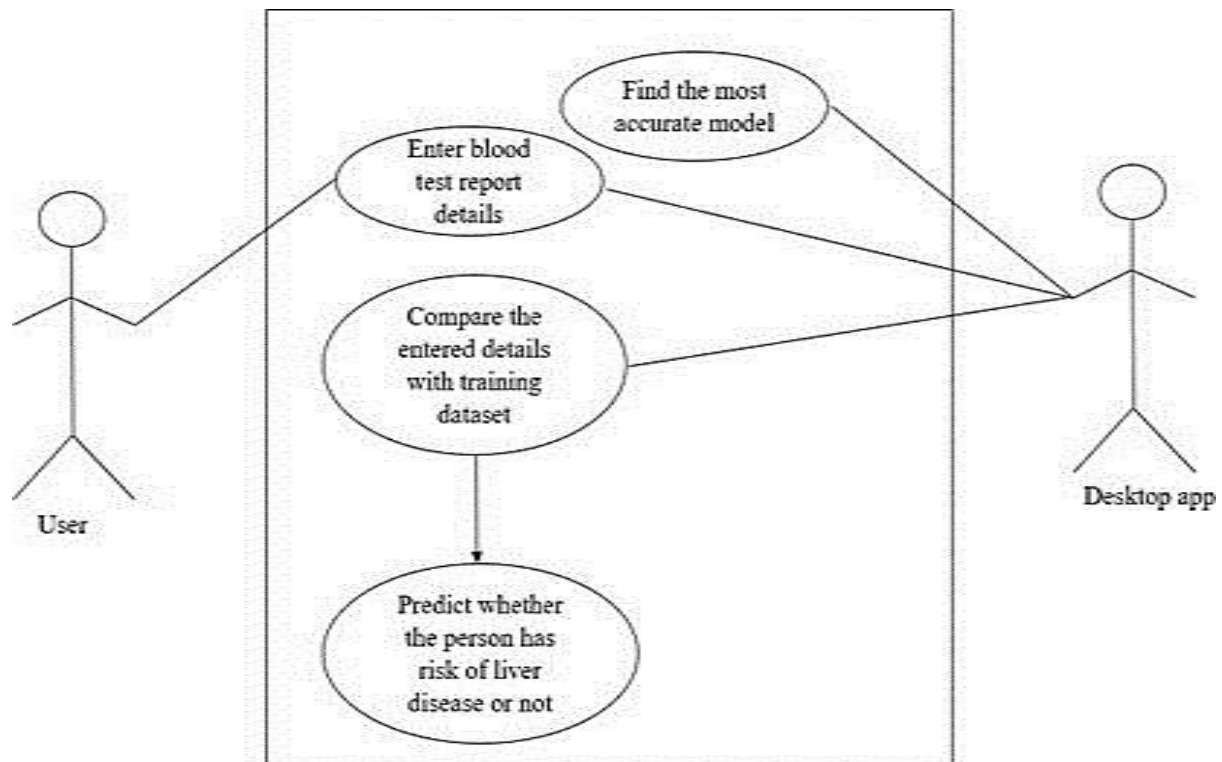 Find the most
accurate model
Enter blood
test report
details
Compare the
entered details
with training
dataset
User
Desktop app
Predict whether
the person has
risk of liver
disease or not